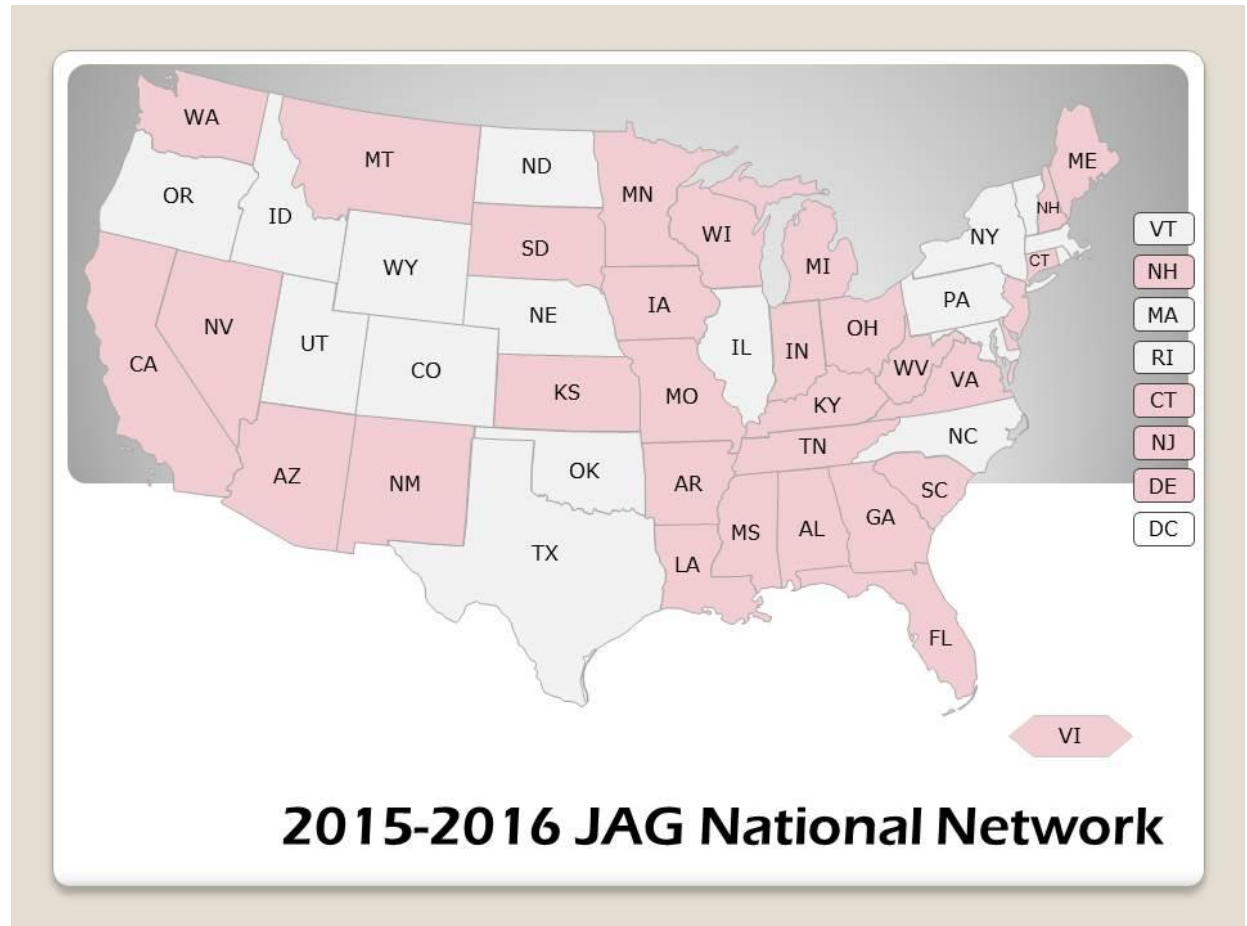 WA
MT
ND
MN
ME
OR
ID
SD
WI
MI
NY
NH
VT
WY
CT
NH
NE
IA
PA
MA
NV
UT
CO
IL
IN
OH
RI
CA
KS
MO
WV
VA
CT
KY
NC
NJ
AZ
NM
OK
AR
TN
SC
DE
TX
LA
MS
AL
GA
DC
FL
VI
2015-2016 JAG National Network